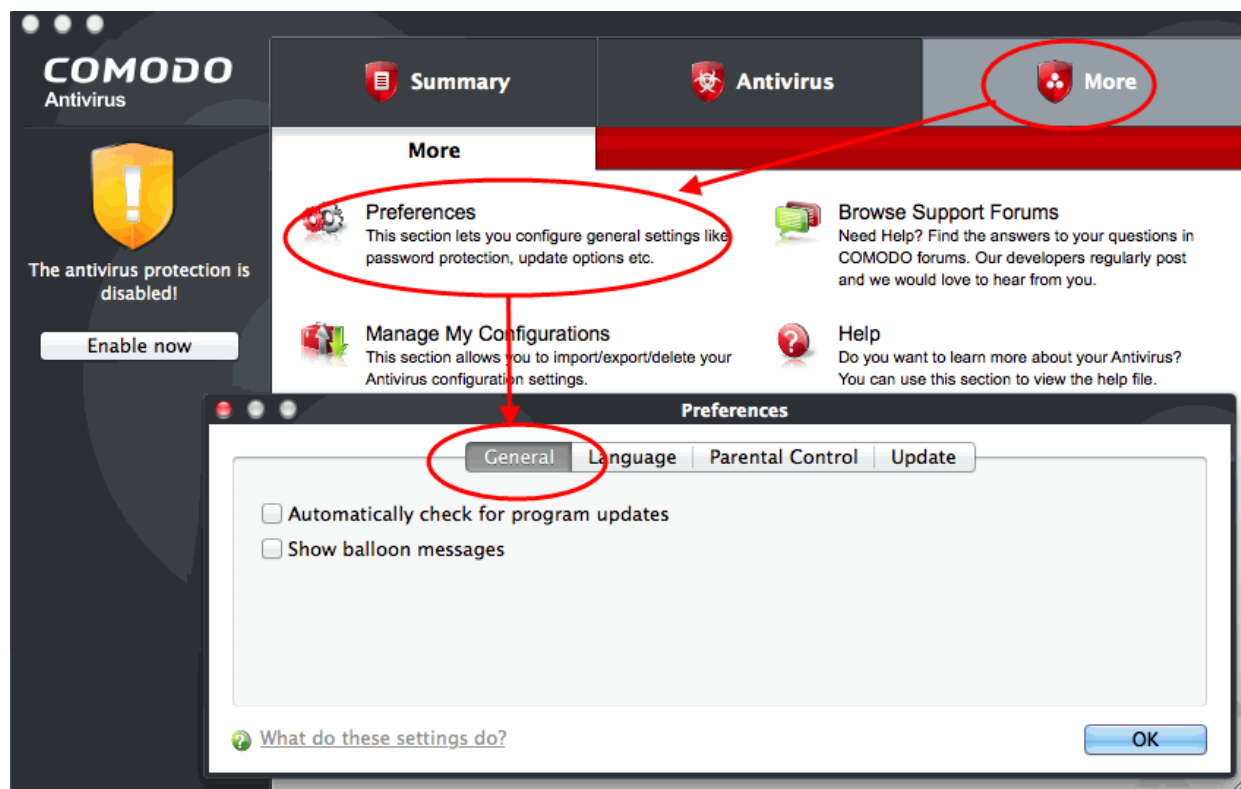 COMODO
Antivirus
Summary
Antivirus
More
More
The antivirus protection is
disabled!
Enable now
Preferences
This section lets you configure general settings like
password protection, update options etc.
Browse Support Forums
Need Help? Find the answers to your questions in
COMODO forums. Our developers regularly post
and we would love to hear from you.
Manage My Configurations
This section allows you to import/export/delete your
Antivirus configuration settings.
Help
Do you want to learn more about your Antivirus?
You can use this section to view the help file.
Preferences
General
Language
Parental Control
Update
Automatically check for program updates
Show balloon messages
What do these settings do?
OK